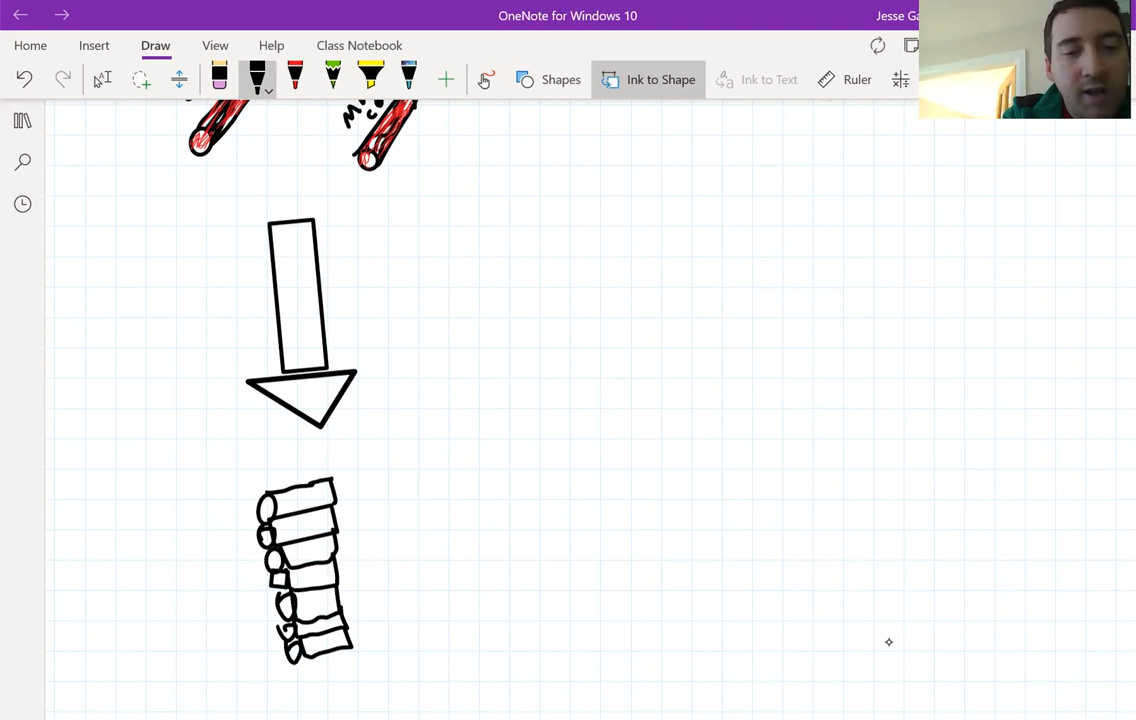 OneNote for Windows 10
Jesse Ga
Home Insert Draw View Help Class Notebook
Shapes Ink to Shape Ink to Text Ruler